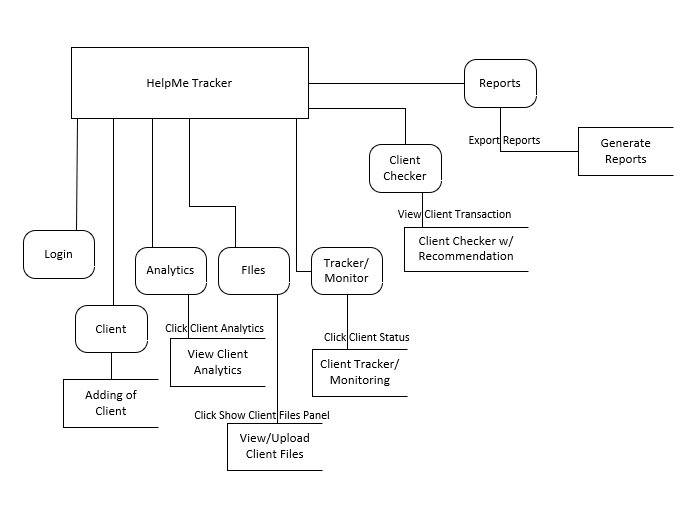 HelpMe Tracker
Reports
Export Reports
Generate
Reports
Client
Checker
View Client Transaction
Client Checker w/
Recommendation
Login
Analytics
FIles
Tracker/
Monitor
Client
Click Client Analytics
View Client
Analytics
Click Client Status
Client Tracker/
Monitoring
Adding of
Client
Click Show Client Files Panel
View/Upload
Client Files